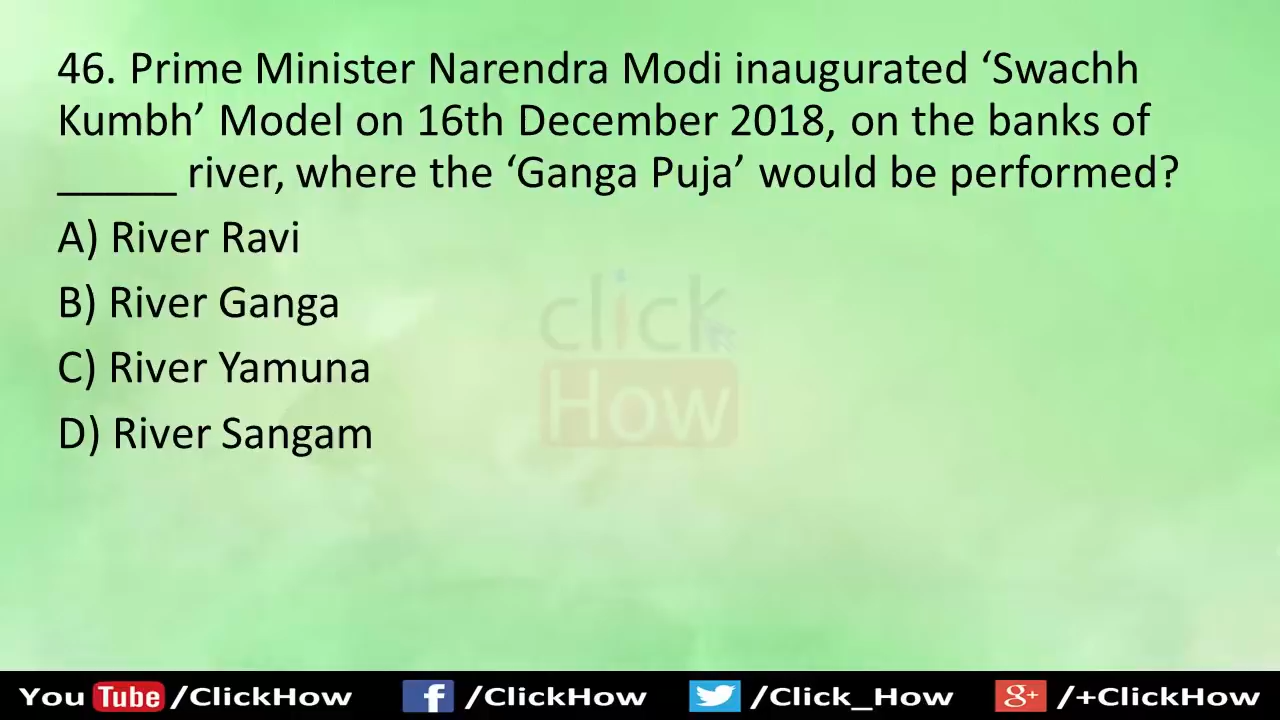 46. Prime Minister Narendra Modi inaugurated ‘Swachh
Kumbh’ Model on 16th December 2018, on the banks of
_____ river, where the ‘Ganga Puja’ would be performed?
A) River Ravi
B) River Ganga
C) River Yamuna
D) River Sangam
click
How
You Tube /ClickHow f /ClickHow /Click_How g+ /+ClickHow